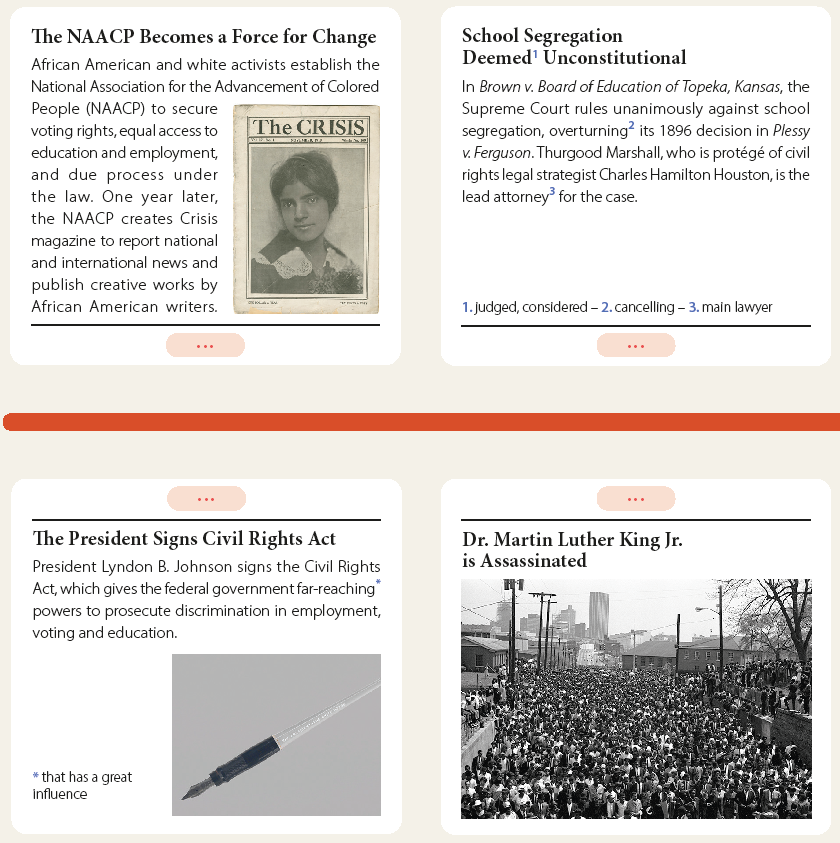 The NAACP Becomes a Force for Change
African American and white activists establish the
National Association for the Advancement of Colored
People (NAACP) to secure
voting rights, equal access to
education and employment,
and due process under
the law. One year later,
the NAACP creates Crisis
magazine to report national
and international news and
publish creative works by
African American writers.
The CRISIS
...
School Segregation
Deemed1 Unconstitutional
In Brown v. Board of Education of Topeka, Kansas, the
Supreme Court rules unanimously against school
segregation, overturning2 its 1896 decision in Plessy
v. Ferguson. Thurgood Marshall, who is protégé of civil
rights legal strategist Charles Hamilton Houston, is the
lead attorney3 for the case.
1. judged, considered – 2. cancelling – 3. main lawyer
...
...
The President Signs Civil Rights Act
President Lyndon B. Johnson signs the Civil Rights
Act, which gives the federal government far-reaching*
powers to prosecute discrimination in employment,
voting and education.
* that has a great
influence
...
Dr. Martin Luther King Jr.
is Assassinated